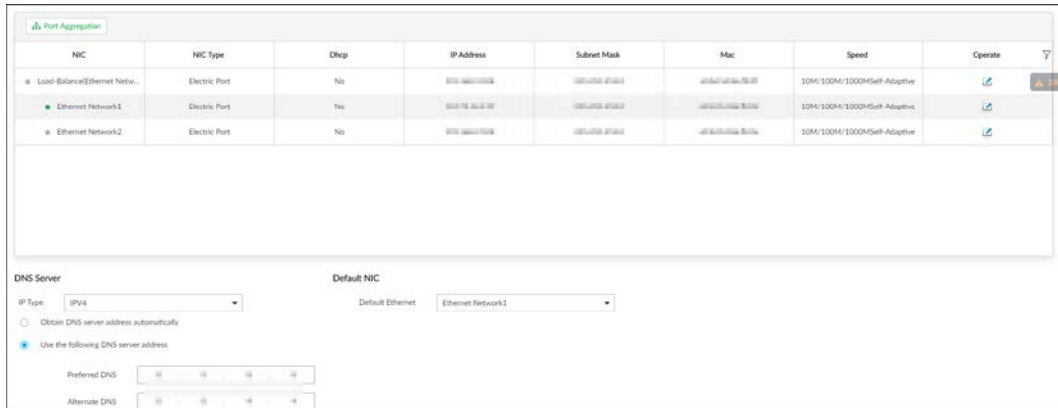 Port Aggregation
NIC NIC Type Dhcp IP Address Subnet Mask Mac Speed Operate
Load-Balance(Ethernet Netw... Electric Port No 10M/100M/1000MSelf-Adaptive
Ethernet Network1 Electric Port No 10M/100M/1000MSelf-Adaptive
Ethernet Network2 Electric Port No 10M/100M/1000MSelf-Adaptive
DNS Server Default NIC
IP Type IPV4 Default Ethernet Ethernet Network1
Obtain DNS server address automatically
Use the following DNS server address
Preferred DNS
Alternate DNS